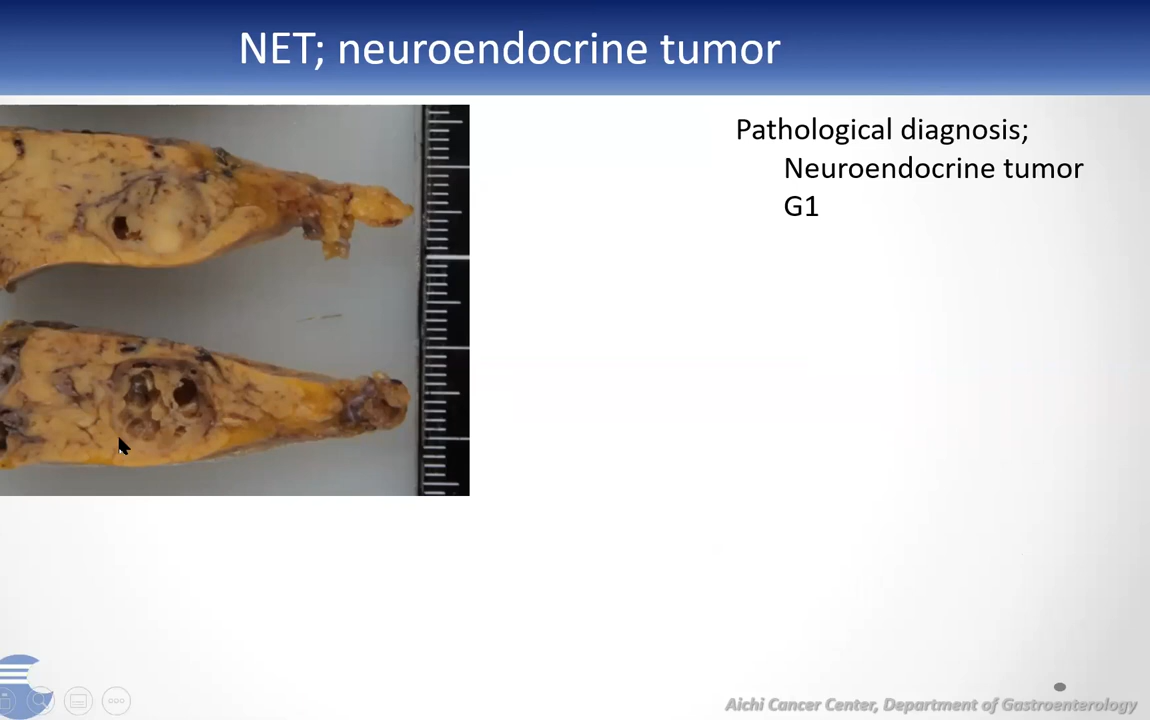 NET; neuroendocrine tumor
Pathological diagnosis;
Neuroendocrine tumor
G1
Aichi Cancer Center, Department of Gastroenterology